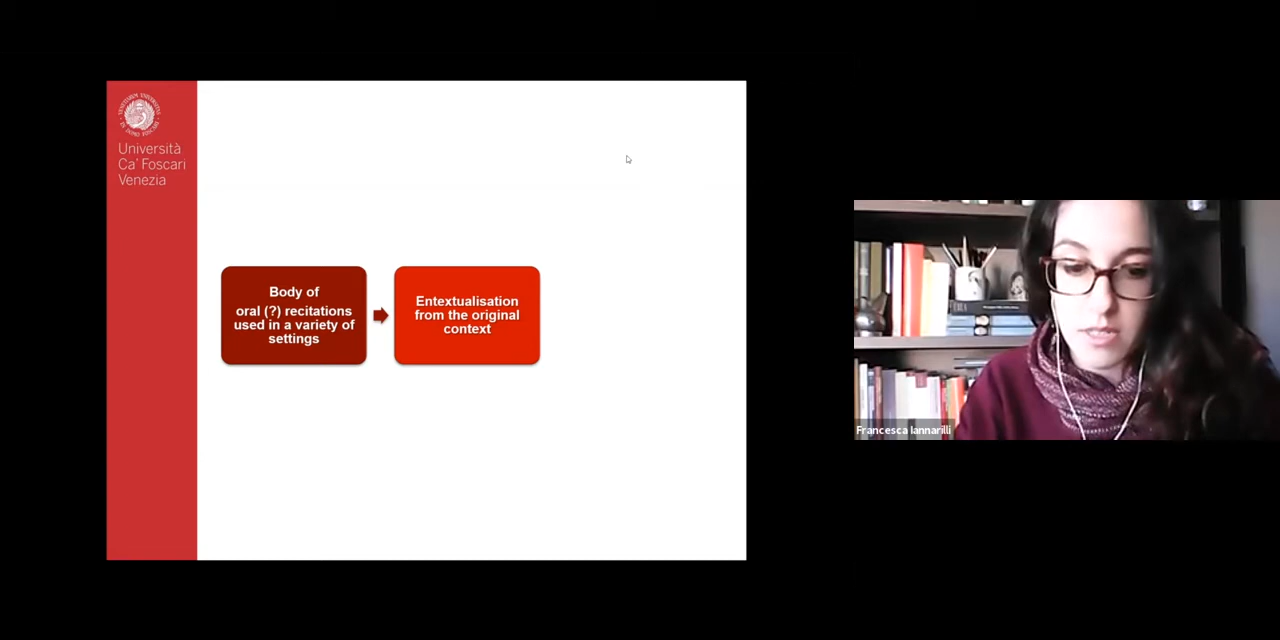 Università
Ca' Foscari
Venezia
Body of
oral (?) recitations
used in a variety of
settings
Entextualisation
from the original
context
Francesca Iannarilli